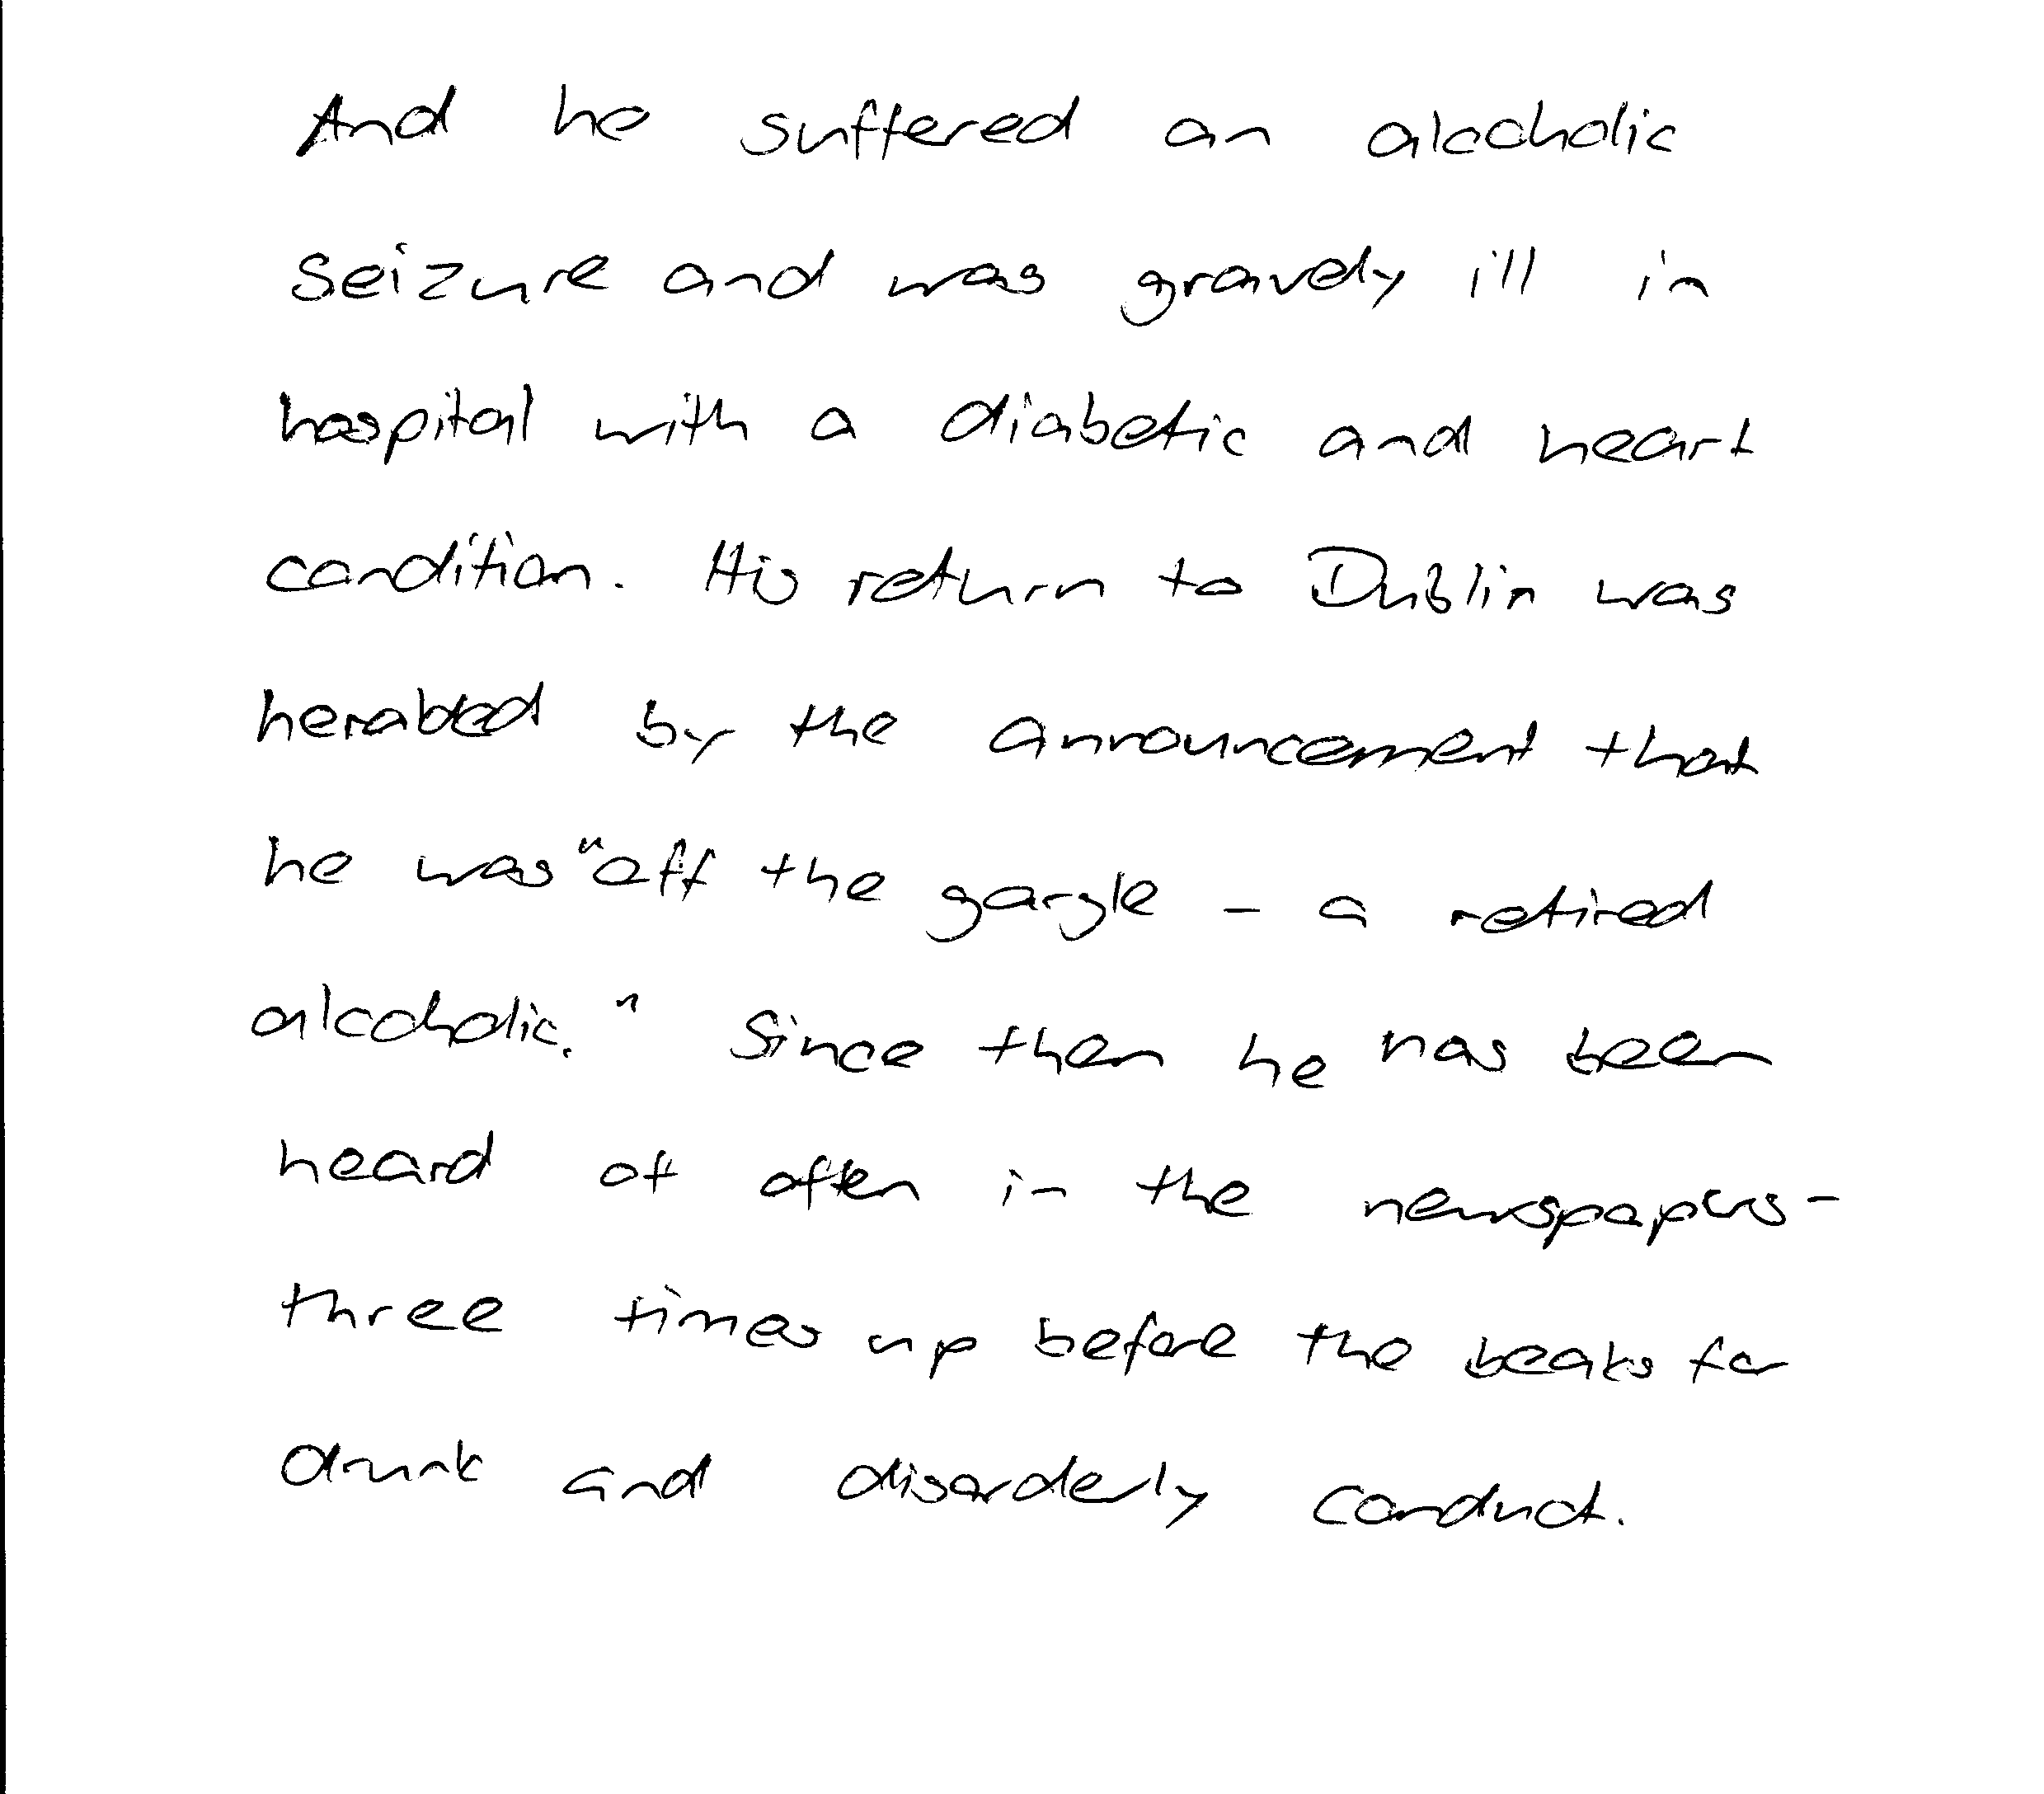 And he suffered an alcoholic
seizure and was gravely ill in
hospital with a diabetic and heart
condition. His return to Dublin was
herabted by the announcement that
he was "off the gargle - a retired
alcoholic." Since then he has been
heard of often in the newspapers -
three times up before the beaks for
drunk and disorderly conduct.